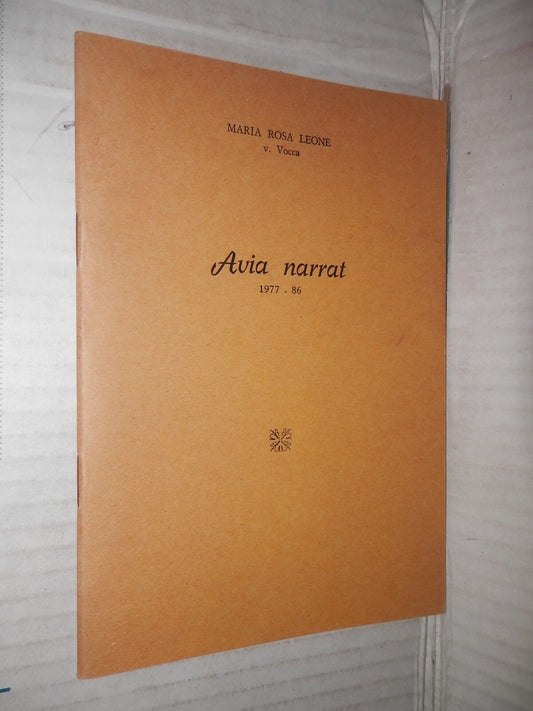 MARIA ROSA LEONE
v. Vocca
Avia narrat
1977 - 86